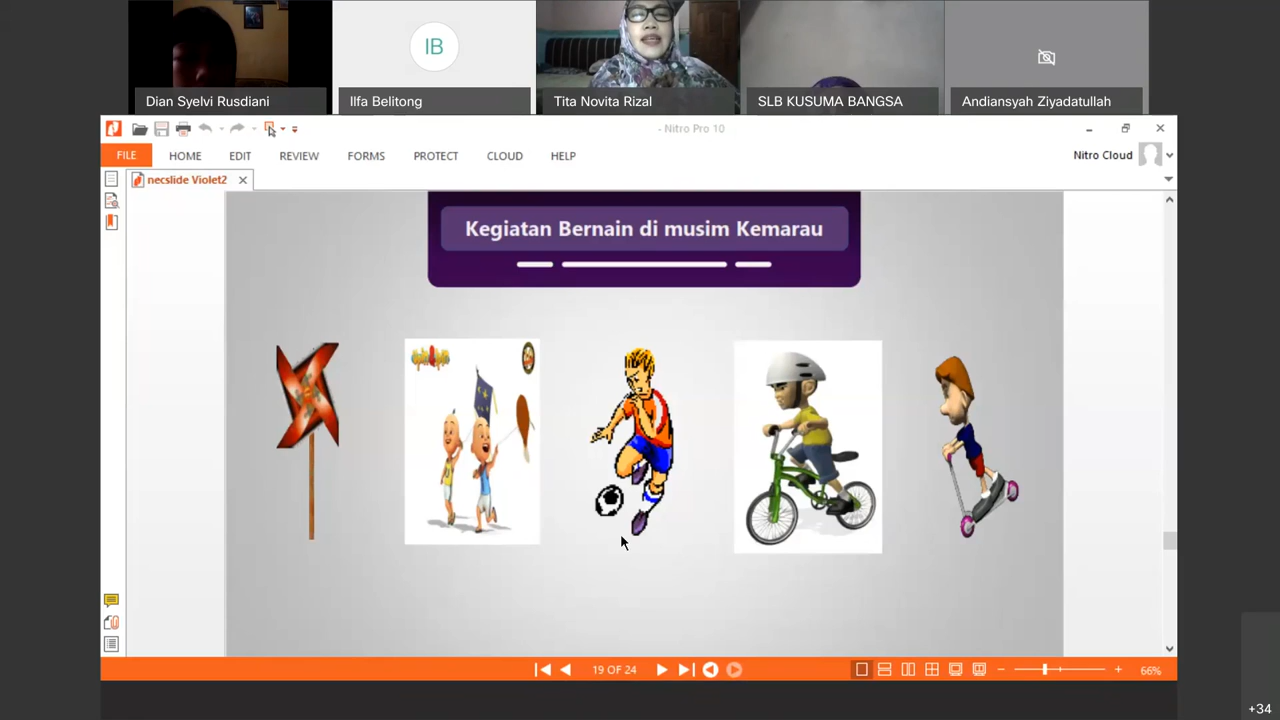 IB
Dian Syelvi Rusdiani
Ilfa Belitong
Tita Novita Rizal
SLB KUSUMA BANGSA
Andiansyah Ziyadatullah
- Nitro Pro 10
FILE HOME EDIT REVIEW FORMS PROTECT CLOUD HELP
Nitro Cloud
necslide Violet2
Kegiatan Bernain di musim Kemarau
19 OF 24
66%
+34